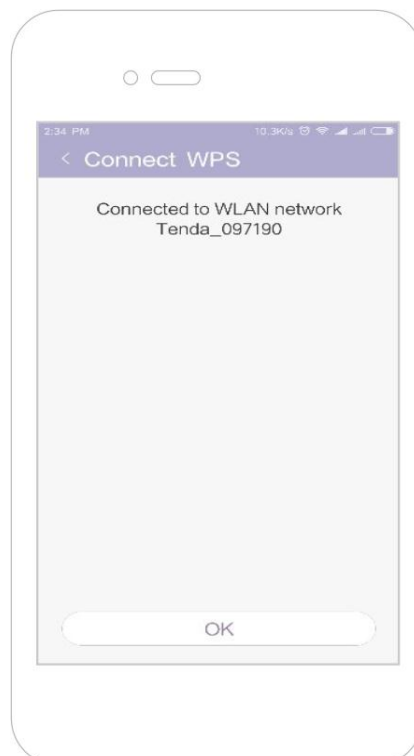 2:34 PM 10.3K/s
< Connect WPS
Connected to WLAN network
Tenda_097190
OK